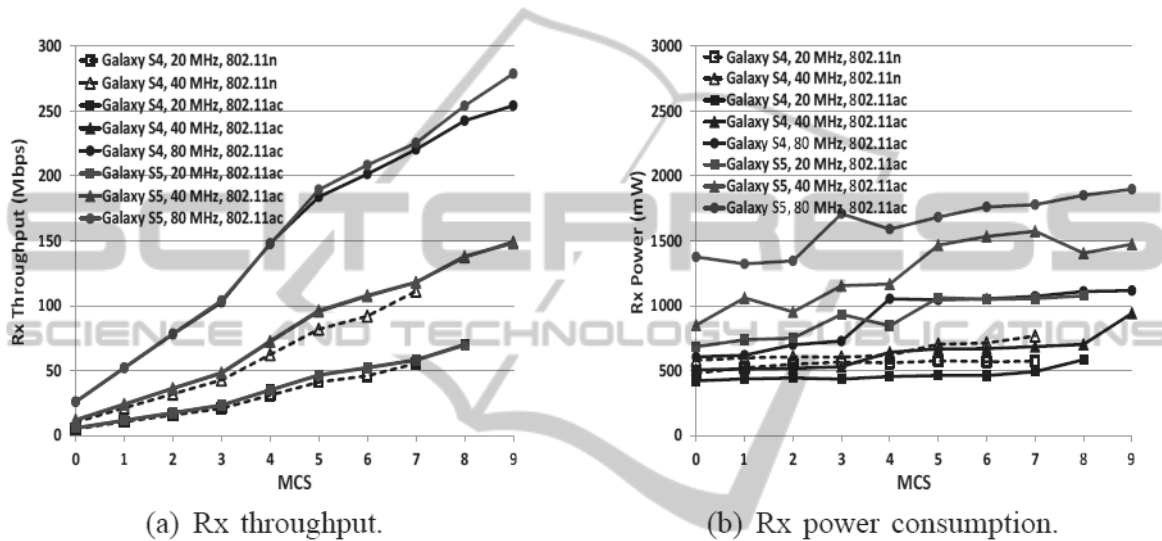 300
250
200
150
100
50
0
Rx Throughput (Mbps)
Galaxy S4, 20 MHz, 802.11n
Galaxy S4, 40 MHz, 802.11n
Galaxy S4, 20 MHz, 802.11ac
Galaxy S4, 40 MHz, 802.11ac
Galaxy S4, 80 MHz, 802.11ac
Galaxy S5, 20 MHz, 802.11ac
Galaxy S5, 40 MHz, 802.11ac
Galaxy S5, 80 MHz, 802.11ac
0 1 2 3 4 5 6 7 8 9
MCS
(a) Rx throughput.
3000
2500
2000
1500
1000
500
0
Rx Power (mW)
Galaxy S4, 20 MHz, 802.11n
Galaxy S4, 40 MHz, 802.11n
Galaxy S4, 20 MHz, 802.11ac
Galaxy S4, 40 MHz, 802.11ac
Galaxy S4, 80 MHz, 802.11ac
Galaxy S5, 20 MHz, 802.11ac
Galaxy S5, 40 MHz, 802.11ac
Galaxy S5, 80 MHz, 802.11ac
0 1 2 3 4 5 6 7 8 9
MCS
(b) Rx power consumption.
SCITEPRESS
SCIENCE AND TECHNOLOGY PUBLICATIONS